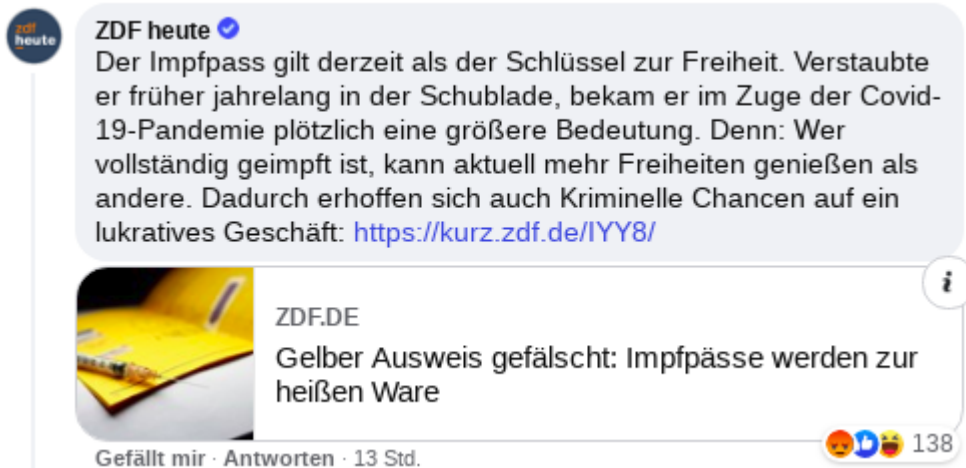 zdf
heute
ZDF heute
Der Impfpass gilt derzeit als der Schlüssel zur Freiheit. Verstaubte
er früher jahrelang in der Schublade, bekam er im Zuge der Covid-
19-Pandemie plötzlich eine größere Bedeutung. Denn: Wer
vollständig geimpft ist, kann aktuell mehr Freiheiten genießen als
andere. Dadurch erhoffen sich auch Kriminelle Chancen auf ein
lukratives Geschäft: https://kurz.zdf.de/IYY8/
ZDF.DE
Gelber Ausweis gefälscht: Impfpässe werden zur
heißen Ware
138
Gefällt mir · Antworten · 13 Std.